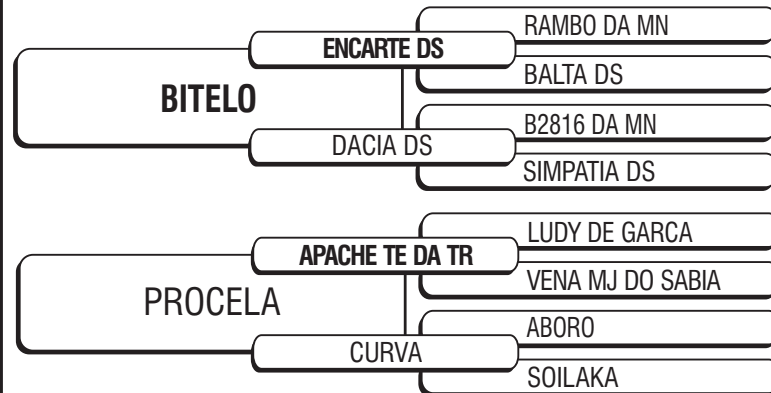 RAMBO DA MN
ENCARTE DS
BALTA DS
BITELO
B2816 DA MN
DACIA DS
SIMPATIA DS
LUDY DE GARCA
APACHE TE DA TR
VENA MJ DO SABIA
PROCELA
ABORO
CURVA
SOILAKA